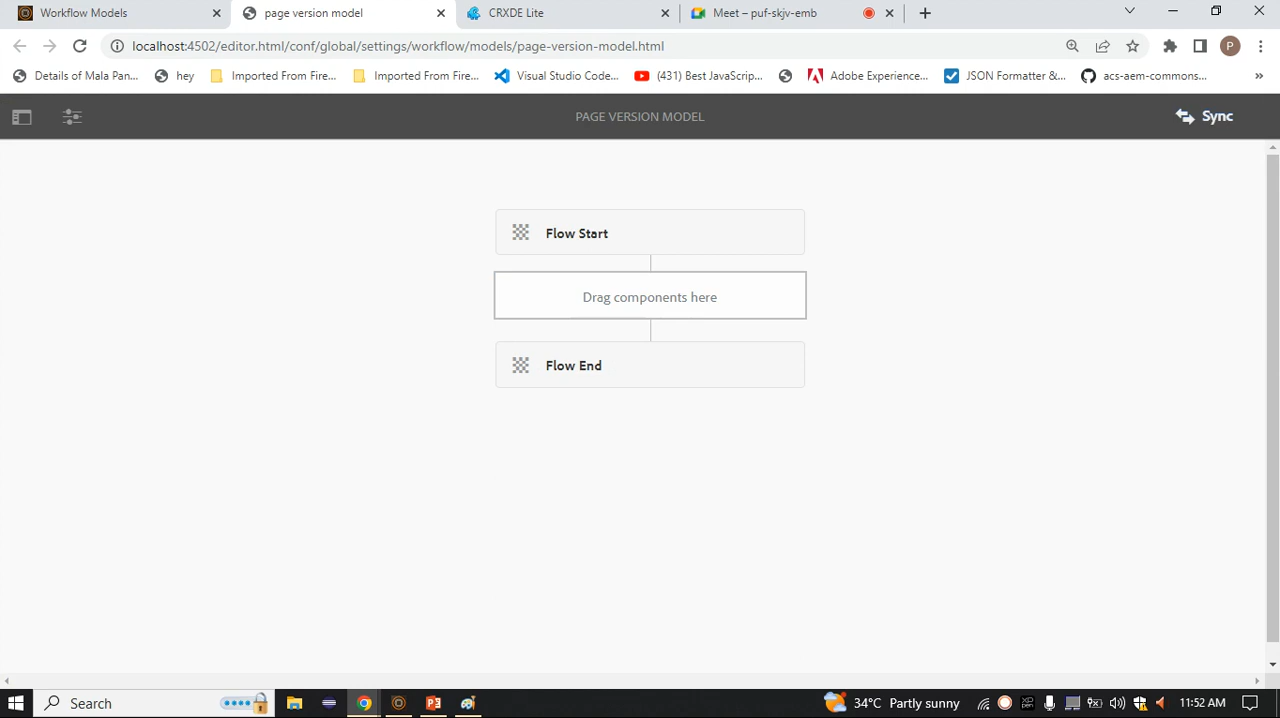 Workflow Models
page version model
CRXDE Lite
Meet – puf-skjv-emb
localhost:4502/editor.html/conf/global/settings/workflow/models/page-version-model.html
P
Details of Mala Pan...
hey
Imported From Fire...
Imported From Fire...
Visual Studio Code...
(431) Best JavaScrip...
Adobe Experience...
JSON Formatter &...
acs-aem-commons...
»
PAGE VERSION MODEL
Sync
Flow Start
Drag components here
Flow End
Search
34°C Partly sunny
11:52 AM